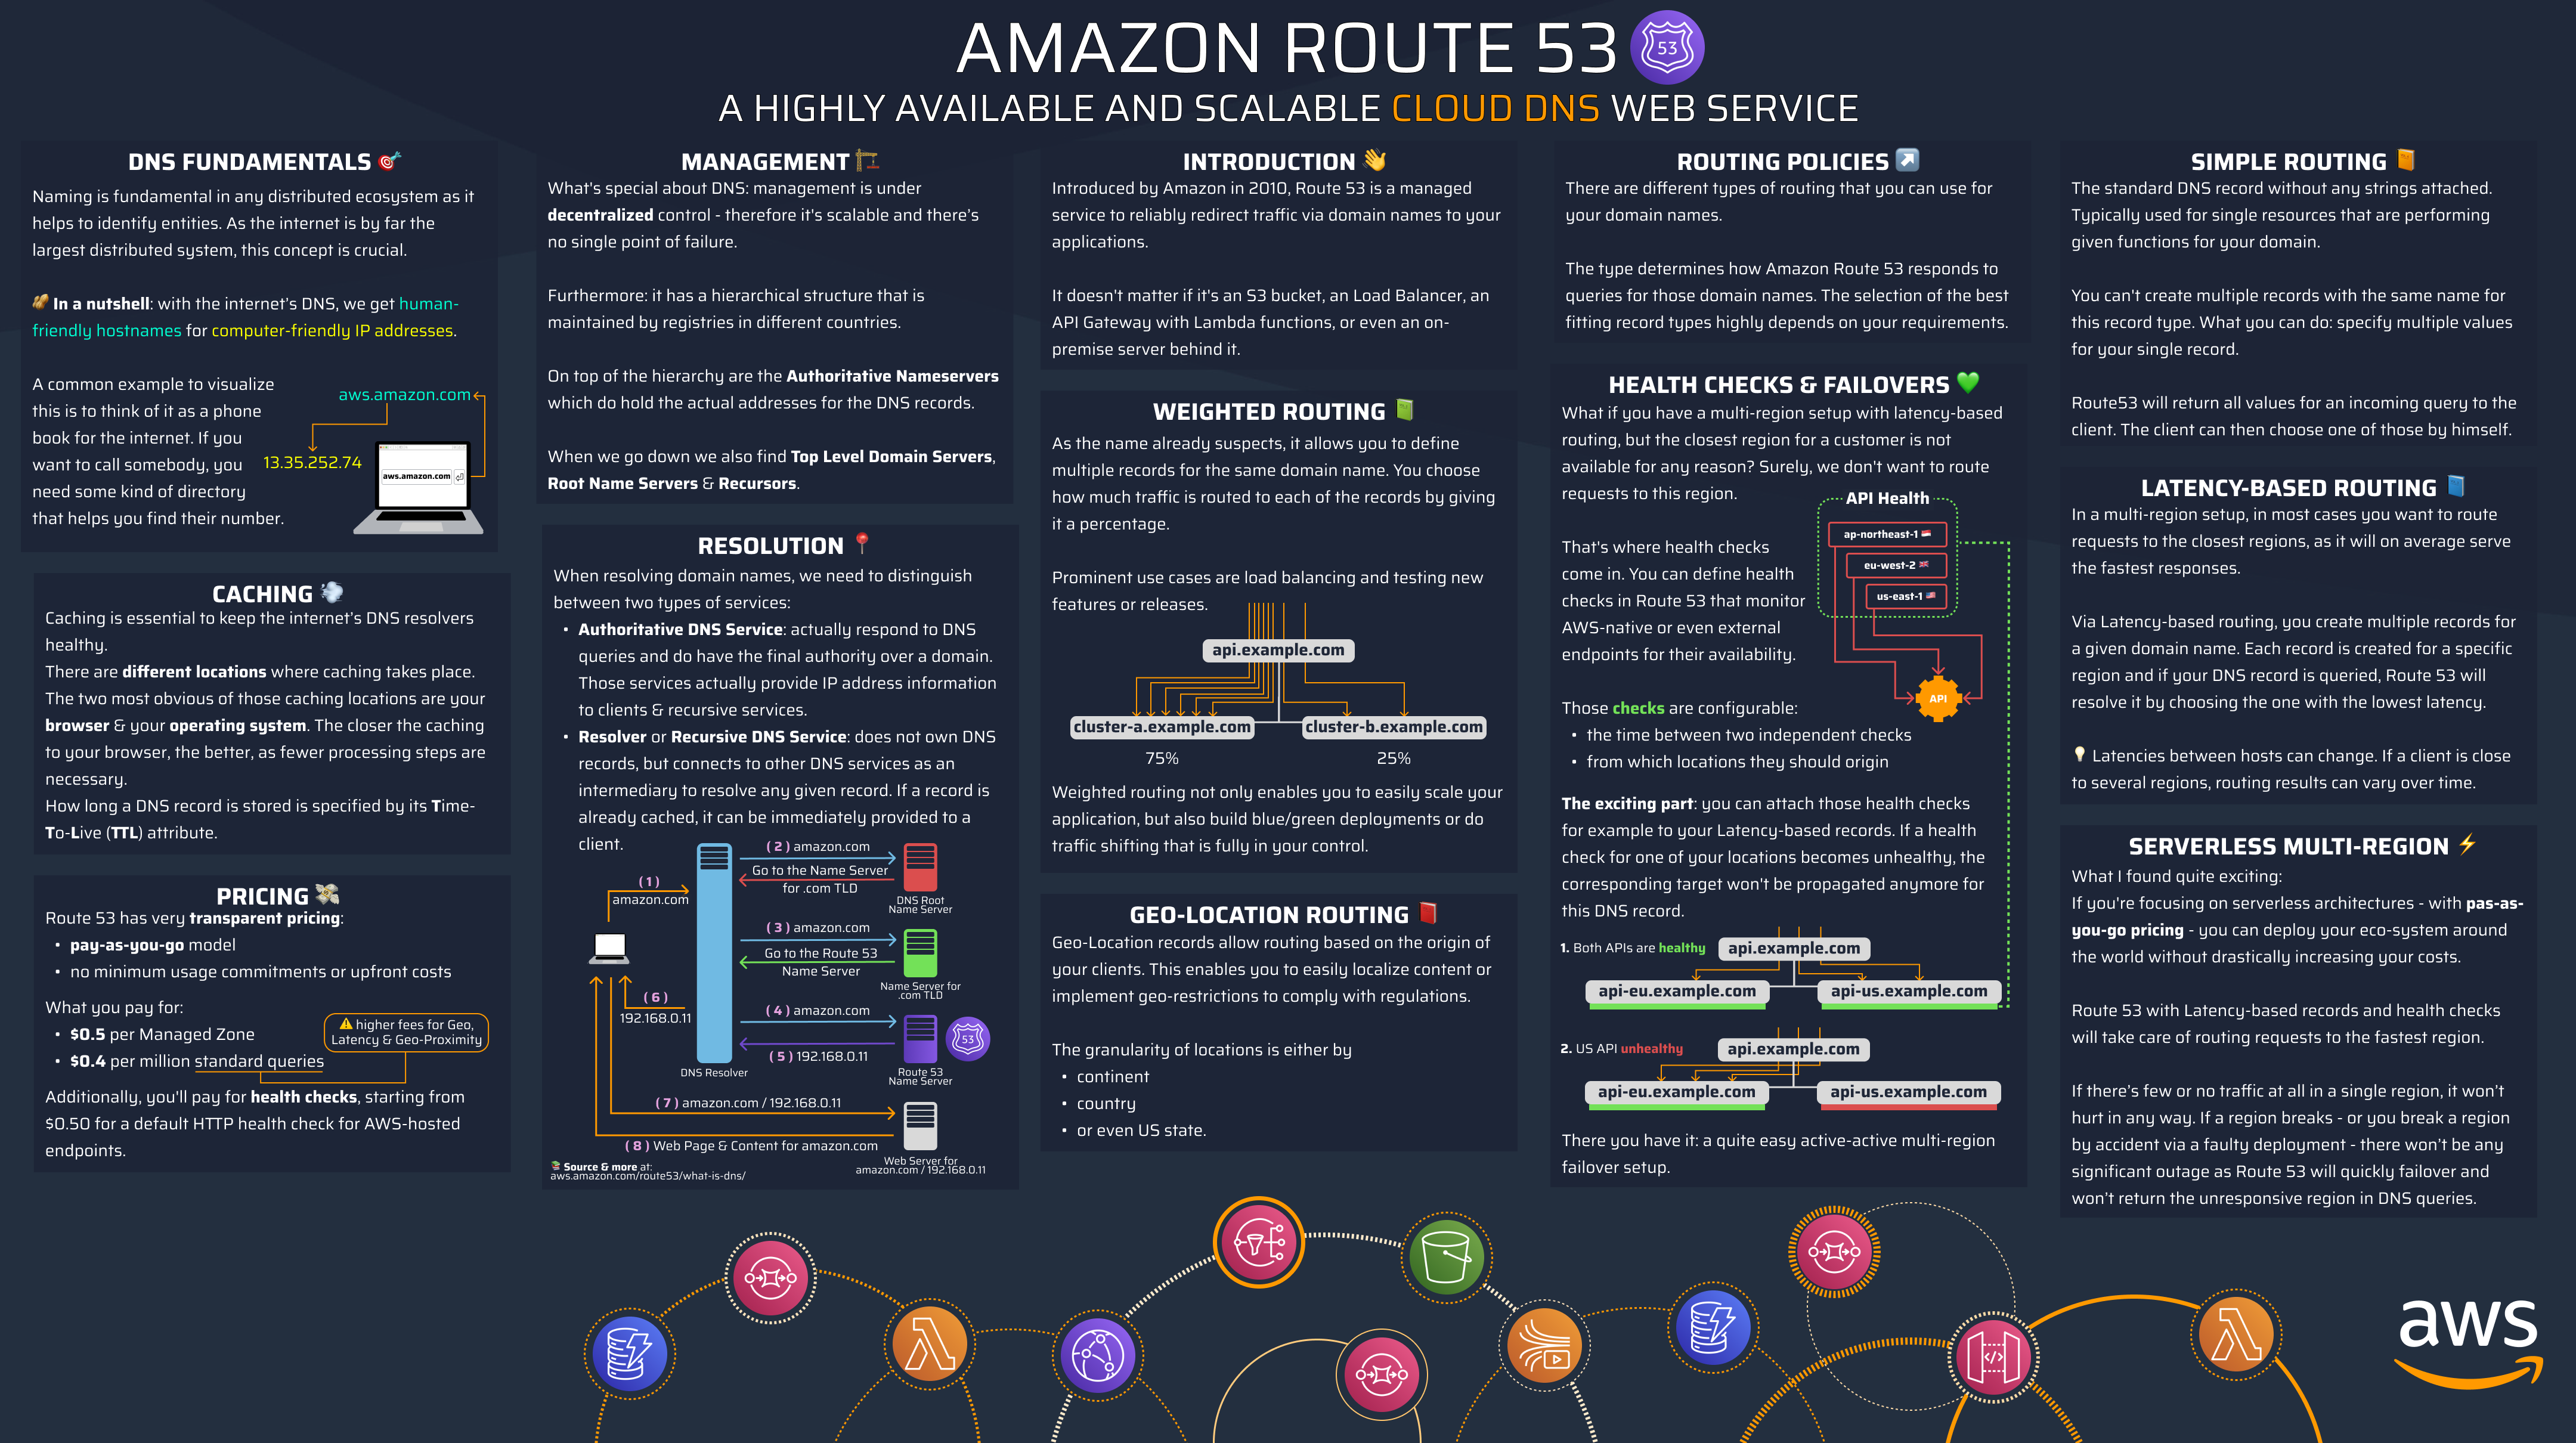 AMAZON ROUTE 53
53
A HIGHLY AVAILABLE AND SCALABLE CLOUD DNS WEB SERVICE
DNS FUNDAMENTALS
Naming is fundamental in any distributed ecosystem as it
helps to identify entities. As the internet is by far the
largest distributed system, this concept is crucial.
In a nutshell: with the internet's DNS, we get human-
friendly hostnames for computer-friendly IP addresses.
A common example to visualize
this is to think of it as a phone
book for the internet. If you
want to call somebody, you
need some kind of directory
that helps you find their number.
aws.amazon.com
13.35.252.74
aws.amazon.com
CACHING
Caching is essential to keep the internet's DNS resolvers
healthy.
There are different locations where caching takes place.
The two most obvious of those caching locations are your
browser & your operating system. The closer the caching
to your browser, the better, as fewer processing steps are
necessary.
How long a DNS record is stored is specified by its Time-
To-Live (TTL) attribute.
PRICING
Route 53 has very transparent pricing:
• pay-as-you-go model
• no minimum usage commitments or upfront costs
What you pay for:
• $0.5 per Managed Zone
• $0.4 per million standard queries
higher fees for Geo,
Latency & Geo-Proximity
Additionally, you'll pay for health checks, starting from
$0.50 for a default HTTP health check for AWS-hosted
endpoints.
MANAGEMENT
What's special about DNS: management is under
decentralized control - therefore it's scalable and there's
no single point of failure.
Furthermore: it has a hierarchical structure that is
maintained by registries in different countries.
On top of the hierarchy are the Authoritative Nameservers
which do hold the actual addresses for the DNS records.
When we go down we also find Top Level Domain Servers,
Root Name Servers & Recursors.
RESOLUTION
When resolving domain names, we need to distinguish
between two types of services:
• Authoritative DNS Service: actually respond to DNS
queries and do have the final authority over a domain.
Those services actually provide IP address information
to clients & recursive services.
• Resolver or Recursive DNS Service: does not own DNS
records, but connects to other DNS services as an
intermediary to resolve any given record. If a record is
already cached, it can be immediately provided to a
client.
( 1 )
amazon.com
( 2 ) amazon.com
Go to the Name Server
for .com TLD
DNS Root
Name Server
( 3 ) amazon.com
Go to the Route 53
Name Server
Name Server for
.com TLD
( 4 ) amazon.com
( 5 ) 192.168.0.11
53
Route 53
Name Server
( 6 )
192.168.0.11
DNS Resolver
( 7 ) amazon.com / 192.168.0.11
( 8 ) Web Page & Content for amazon.com
Web Server for
amazon.com / 192.168.0.11
Source & more at:
aws.amazon.com/route53/what-is-dns/
INTRODUCTION
Introduced by Amazon in 2010, Route 53 is a managed
service to reliably redirect traffic via domain names to your
applications.
It doesn't matter if it's an S3 bucket, an Load Balancer, an
API Gateway with Lambda functions, or even an on-
premise server behind it.
WEIGHTED ROUTING
As the name already suspects, it allows you to define
multiple records for the same domain name. You choose
how much traffic is routed to each of the records by giving
it a percentage.
Prominent use cases are load balancing and testing new
features or releases.
api.example.com
cluster-a.example.com
cluster-b.example.com
75%
25%
Weighted routing not only enables you to easily scale your
application, but also build blue/green deployments or do
traffic shifting that is fully in your control.
GEO-LOCATION ROUTING
Geo-Location records allow routing based on the origin of
your clients. This enables you to easily localize content or
implement geo-restrictions to comply with regulations.
The granularity of locations is either by
• continent
• country
• or even US state.
ROUTING POLICIES
There are different types of routing that you can use for
your domain names.
The type determines how Amazon Route 53 responds to
queries for those domain names. The selection of the best
fitting record types highly depends on your requirements.
HEALTH CHECKS & FAILOVERS
What if you have a multi-region setup with latency-based
routing, but the closest region for a customer is not
available for any reason? Surely, we don't want to route
requests to this region.
That's where health checks
come in. You can define health
checks in Route 53 that monitor
AWS-native or even external
endpoints for their availability.
API Health
ap-northeast-1
eu-west-2
us-east-1
API
Those checks are configurable:
• the time between two independent checks
• from which locations they should origin
The exciting part: you can attach those health checks
for example to your Latency-based records. If a health
check for one of your locations becomes unhealthy, the
corresponding target won't be propagated anymore for
this DNS record.
1. Both APIs are healthy
api.example.com
api-eu.example.com
api-us.example.com
2. US API unhealthy
api.example.com
api-eu.example.com
api-us.example.com
There you have it: a quite easy active-active multi-region
failover setup.
SIMPLE ROUTING
The standard DNS record without any strings attached.
Typically used for single resources that are performing
given functions for your domain.
You can't create multiple records with the same name for
this record type. What you can do: specify multiple values
for your single record.
Route53 will return all values for an incoming query to the
client. The client can then choose one of those by himself.
LATENCY-BASED ROUTING
In a multi-region setup, in most cases you want to route
requests to the closest regions, as it will on average serve
the fastest responses.
Via Latency-based routing, you create multiple records for
a given domain name. Each record is created for a specific
region and if your DNS record is queried, Route 53 will
resolve it by choosing the one with the lowest latency.
Latencies between hosts can change. If a client is close
to several regions, routing results can vary over time.
SERVERLESS MULTI-REGION
What I found quite exciting:
If you're focusing on serverless architectures - with pas-as-
you-go pricing - you can deploy your eco-system around
the world without drastically increasing your costs.
Route 53 with Latency-based records and health checks
will take care of routing requests to the fastest region.
If there's few or no traffic at all in a single region, it won't
hurt in any way. If a region breaks - or you break a region
by accident via a faulty deployment - there won't be any
significant outage as Route 53 will quickly failover and
won't return the unresponsive region in DNS queries.
</>
aws